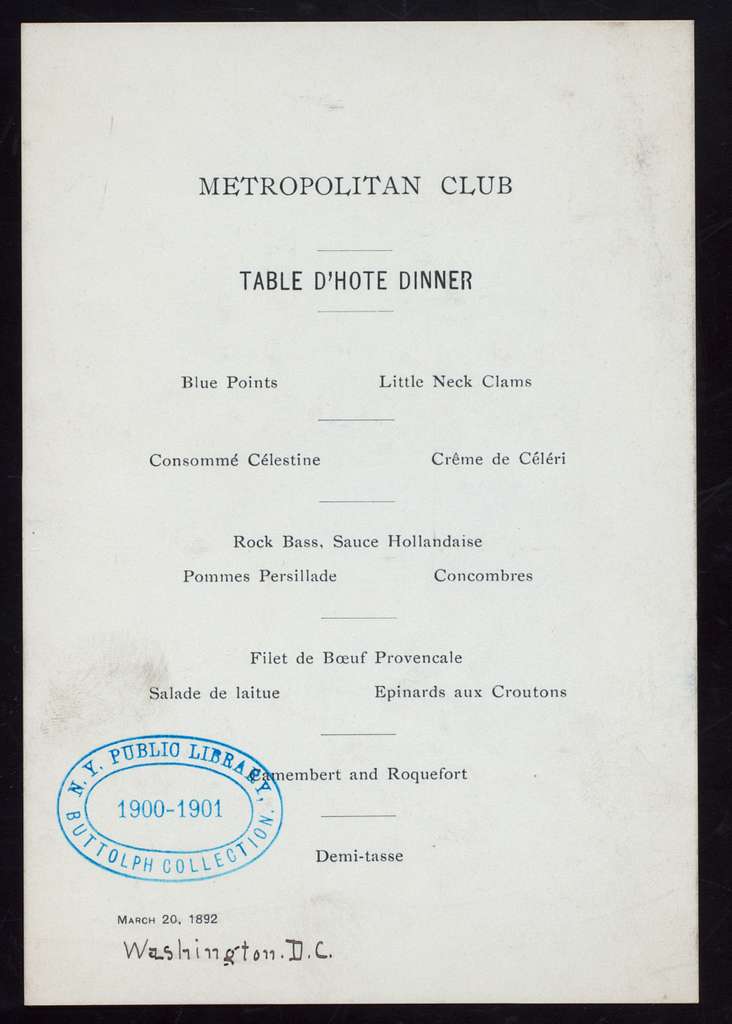 METROPOLITAN CLUB
TABLE D'HOTE DINNER
Blue Points Little Neck Clams
Consommé Célestine Crême de Céléri
Rock Bass, Sauce Hollandaise
Pommes Persillade Concombres
Filet de Bœuf Provencale
Salade de laitue Epinards aux Croutons
Camembert and Roquefort
Demi-tasse
N.Y. PUBLIC LIBRARY,
1900-1901
BUTTOLPH COLLECTION.
MARCH 20, 1892
Washington. D.C.